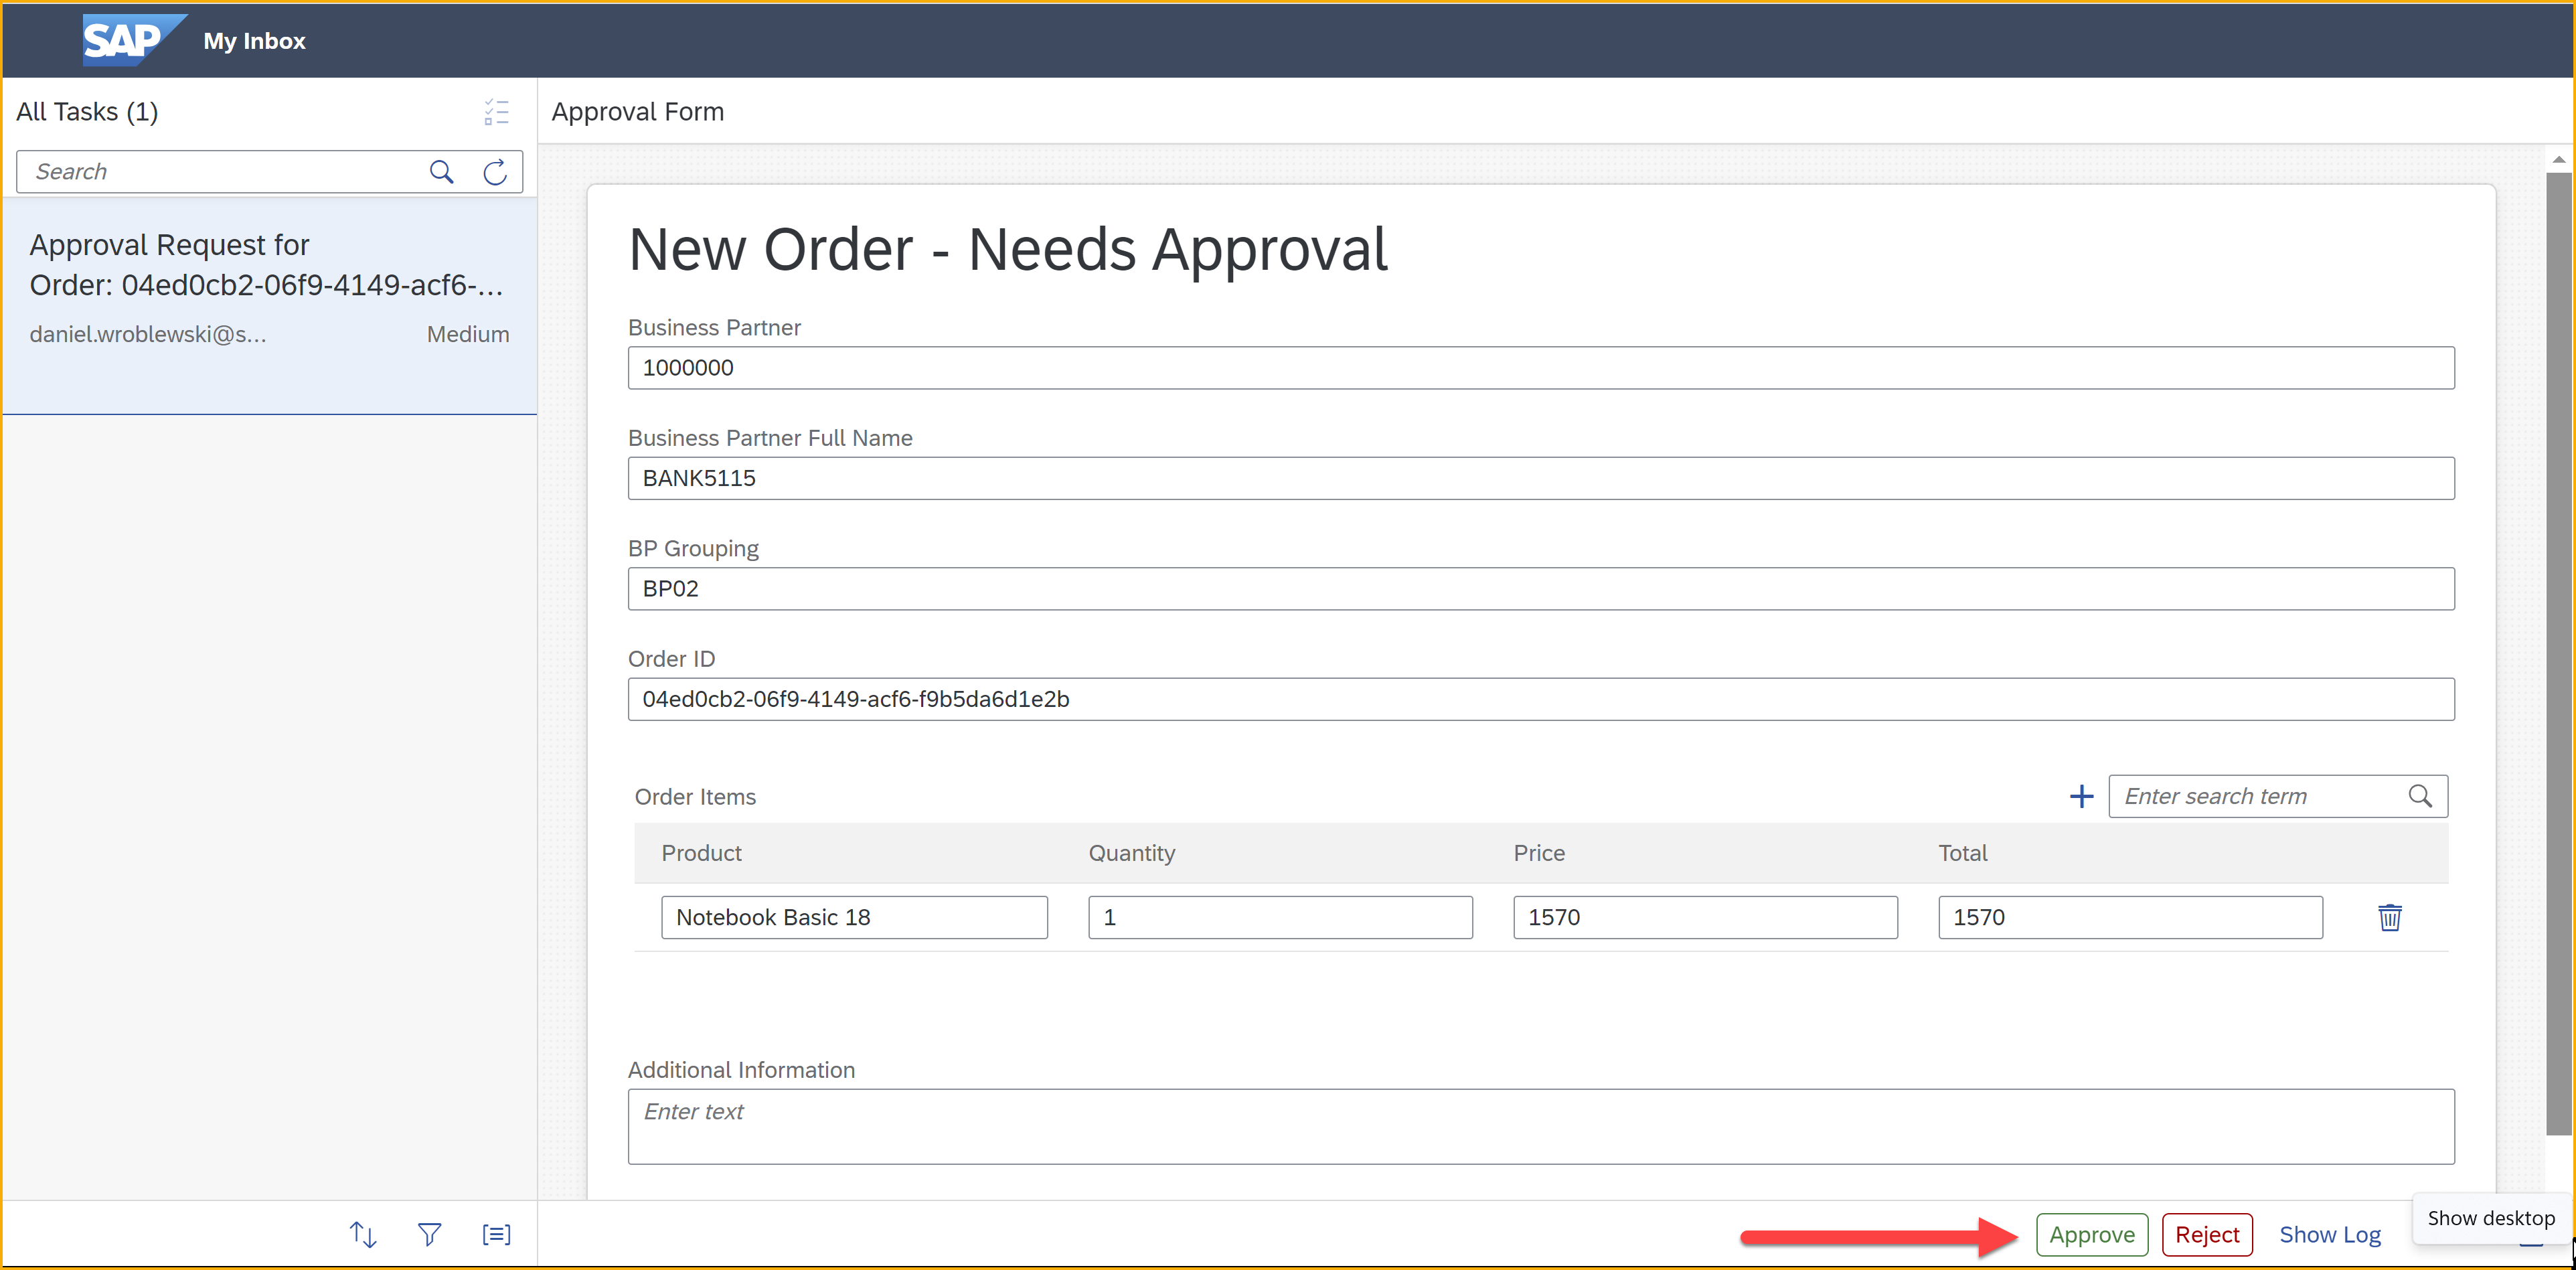 SAP My Inbox
All Tasks (1)
Search
Approval Request for
Order: 04ed0cb2-06f9-4149-acf6-...
daniel.wroblewski@s... Medium
Approval Form
New Order - Needs Approval
Business Partner
1000000
Business Partner Full Name
BANK5115
BP Grouping
BP02
Order ID
04ed0cb2-06f9-4149-acf6-f9b5da6d1e2b
Order Items Enter search term
Product Quantity Price Total
Notebook Basic 18 1 1570 1570
Additional Information
Enter text
Approve Reject Show Log Show desktop